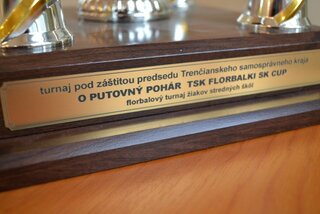 turnaj pod záštitou predsedu Trenčianskeho samosprávneho kraja
O PUTOVNÝ POHÁR TSK FLORBALKI SK CUP
florbalový turnaj žiakov stredných škôl